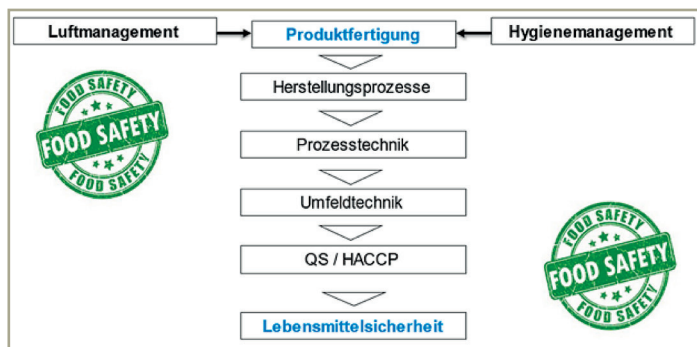 Luftmanagement
Produktfertigung
Hygienemanagement
Herstellungsprozesse
Prozesstechnik
Umfeldtechnik
QS / HACCP
Lebensmittelsicherheit
FOOD SAFETY
FOOD SAFETY
FOOD SAFETY
FOOD SAFETY
FOOD SAFETY
FOOD SAFETY